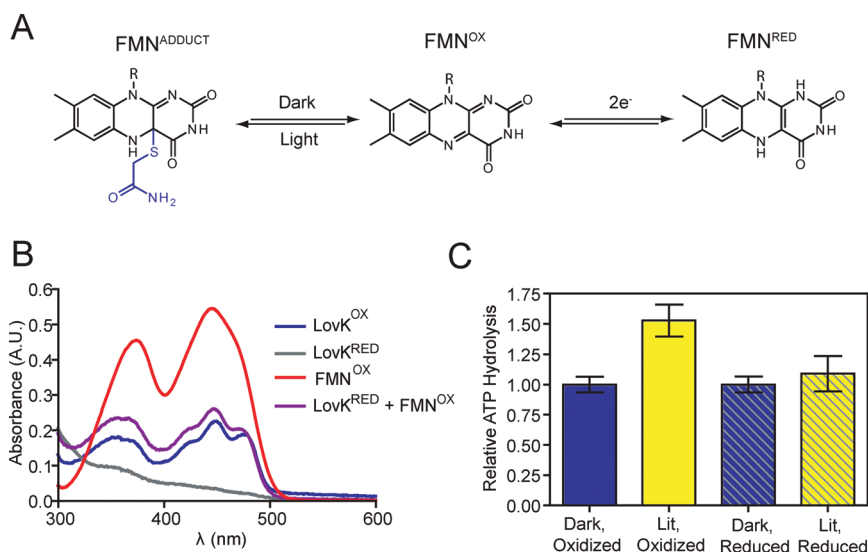 A
FMN^ADDUCT
FMN^OX
FMN^RED
R
N
N
O
NH
N
H
S
O
O
NH₂
Dark
Light
R
N
N
O
NH
N
O
2e⁻
R
H
N
N
O
NH
N
H
O
B
Absorbance (A.U.)
0.6
0.5
0.4
0.3
0.2
0.1
0.0
300
400
500
600
λ (nm)
LovK^OX
LovK^RED
FMN^OX
LovK^RED + FMN^OX
C
Relative ATP Hydrolysis
1.75
1.50
1.25
1.00
0.75
0.50
0.25
0.00
Dark,
Oxidized
Lit,
Oxidized
Dark,
Reduced
Lit,
Reduced